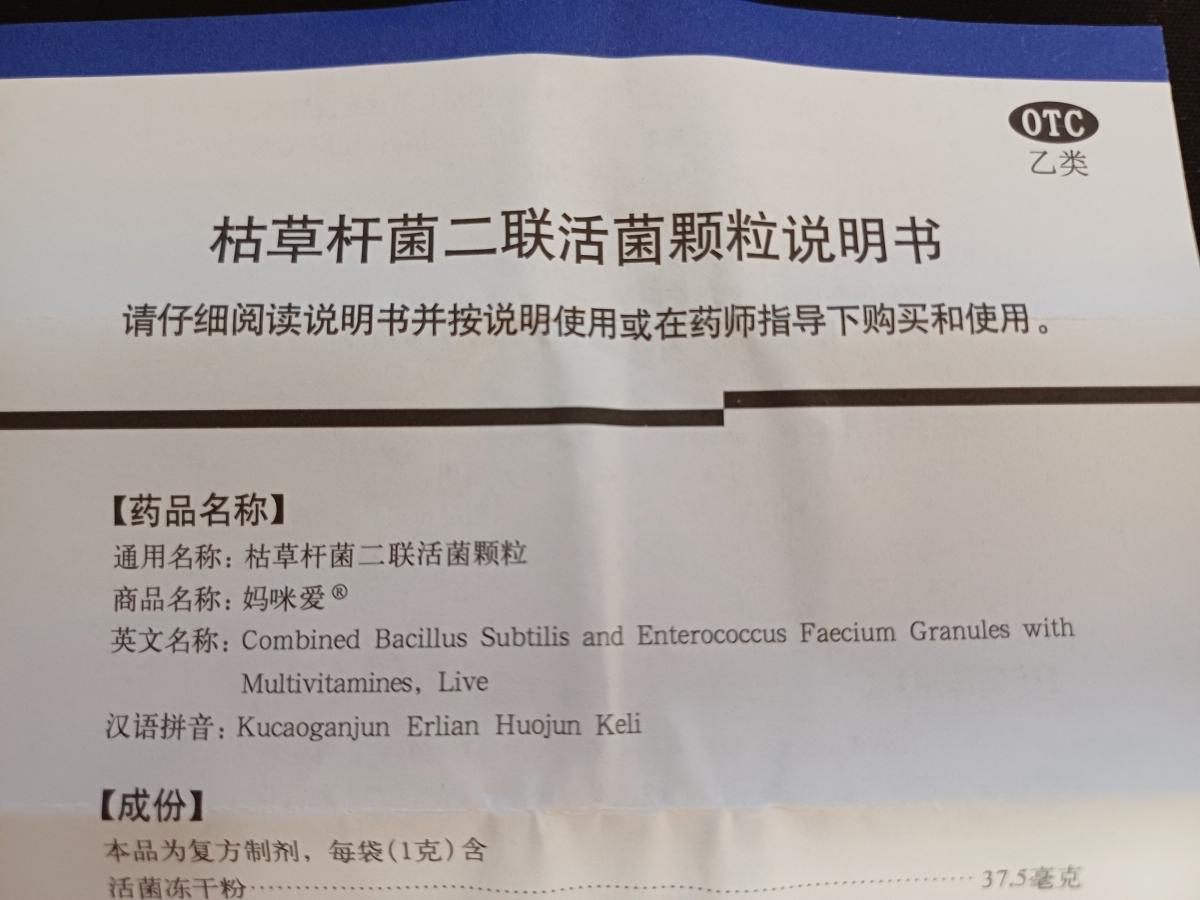 OTC
乙类
枯草杆菌二联活菌颗粒说明书
请仔细阅读说明书并按说明使用或在药师指导下购买和使用。
【药品名称】
通用名称：枯草杆菌二联活菌颗粒
商品名称：妈咪爱®
英文名称：Combined Bacillus Subtilis and Enterococcus Faecium Granules with
Multivitamines, Live
汉语拼音：Kucaoganjun Erlian Huojun Keli
【成份】
本品为复方制剂，每袋(1克)含
活菌冻干粉………………………………………………37.5毫克